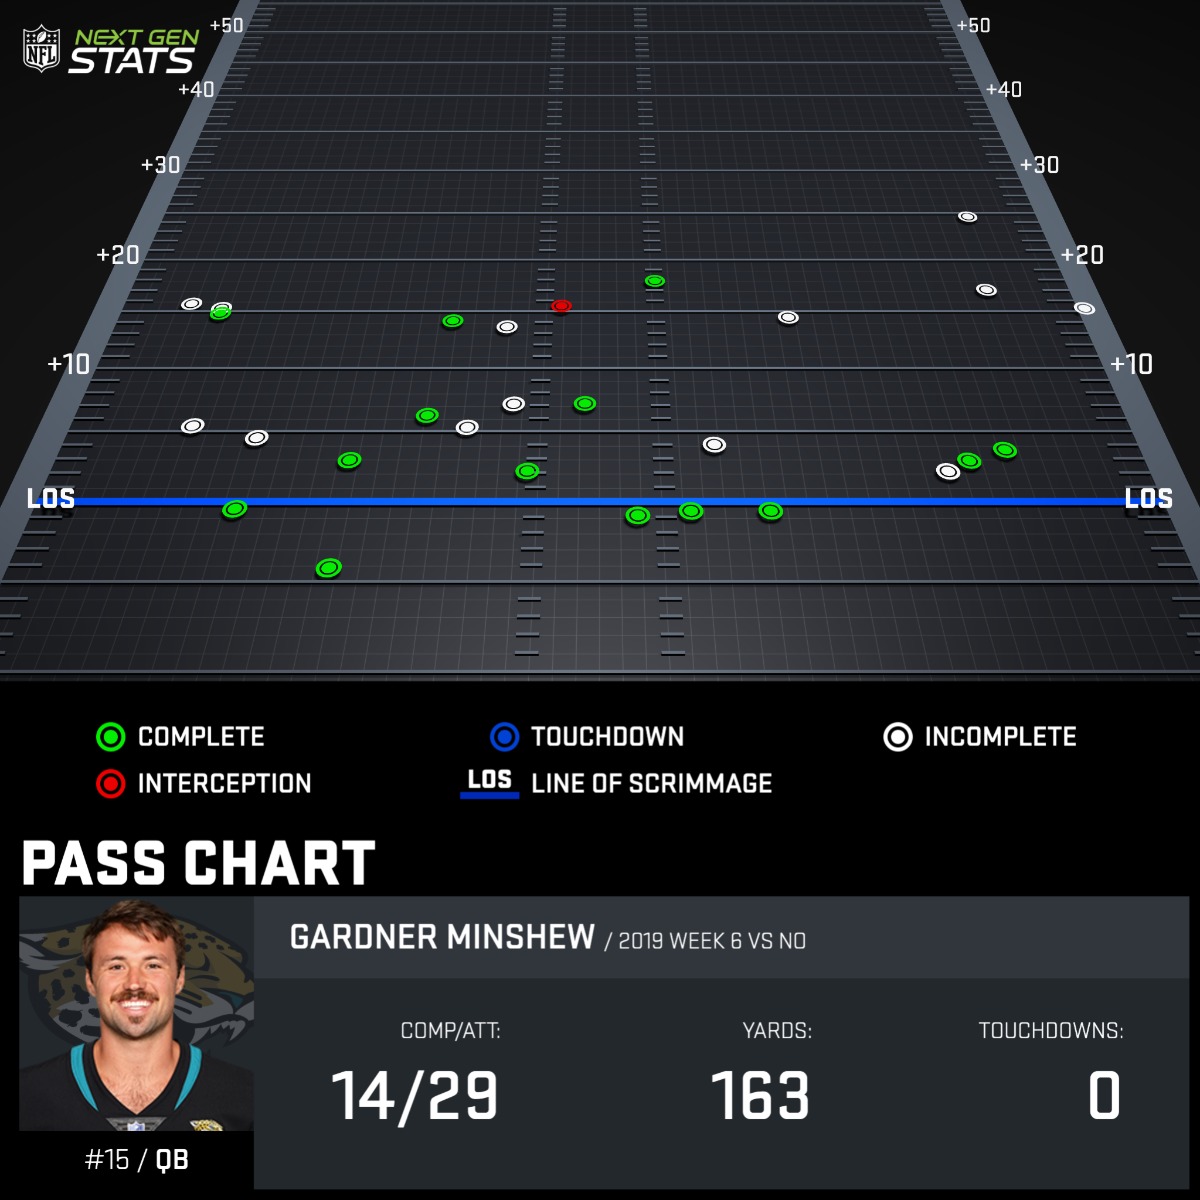 NFL NEXT GEN STATS
+50 +50
+40 +40
+30 +30
+20 +20
+10 +10
LOS LOS
COMPLETE TOUCHDOWN INCOMPLETE
INTERCEPTION LOS LINE OF SCRIMMAGE
PASS CHART
GARDNER MINSHEW / 2019 WEEK 6 VS NO
COMP/ATT: YARDS: TOUCHDOWNS:
14/29 163 0
#15 / QB